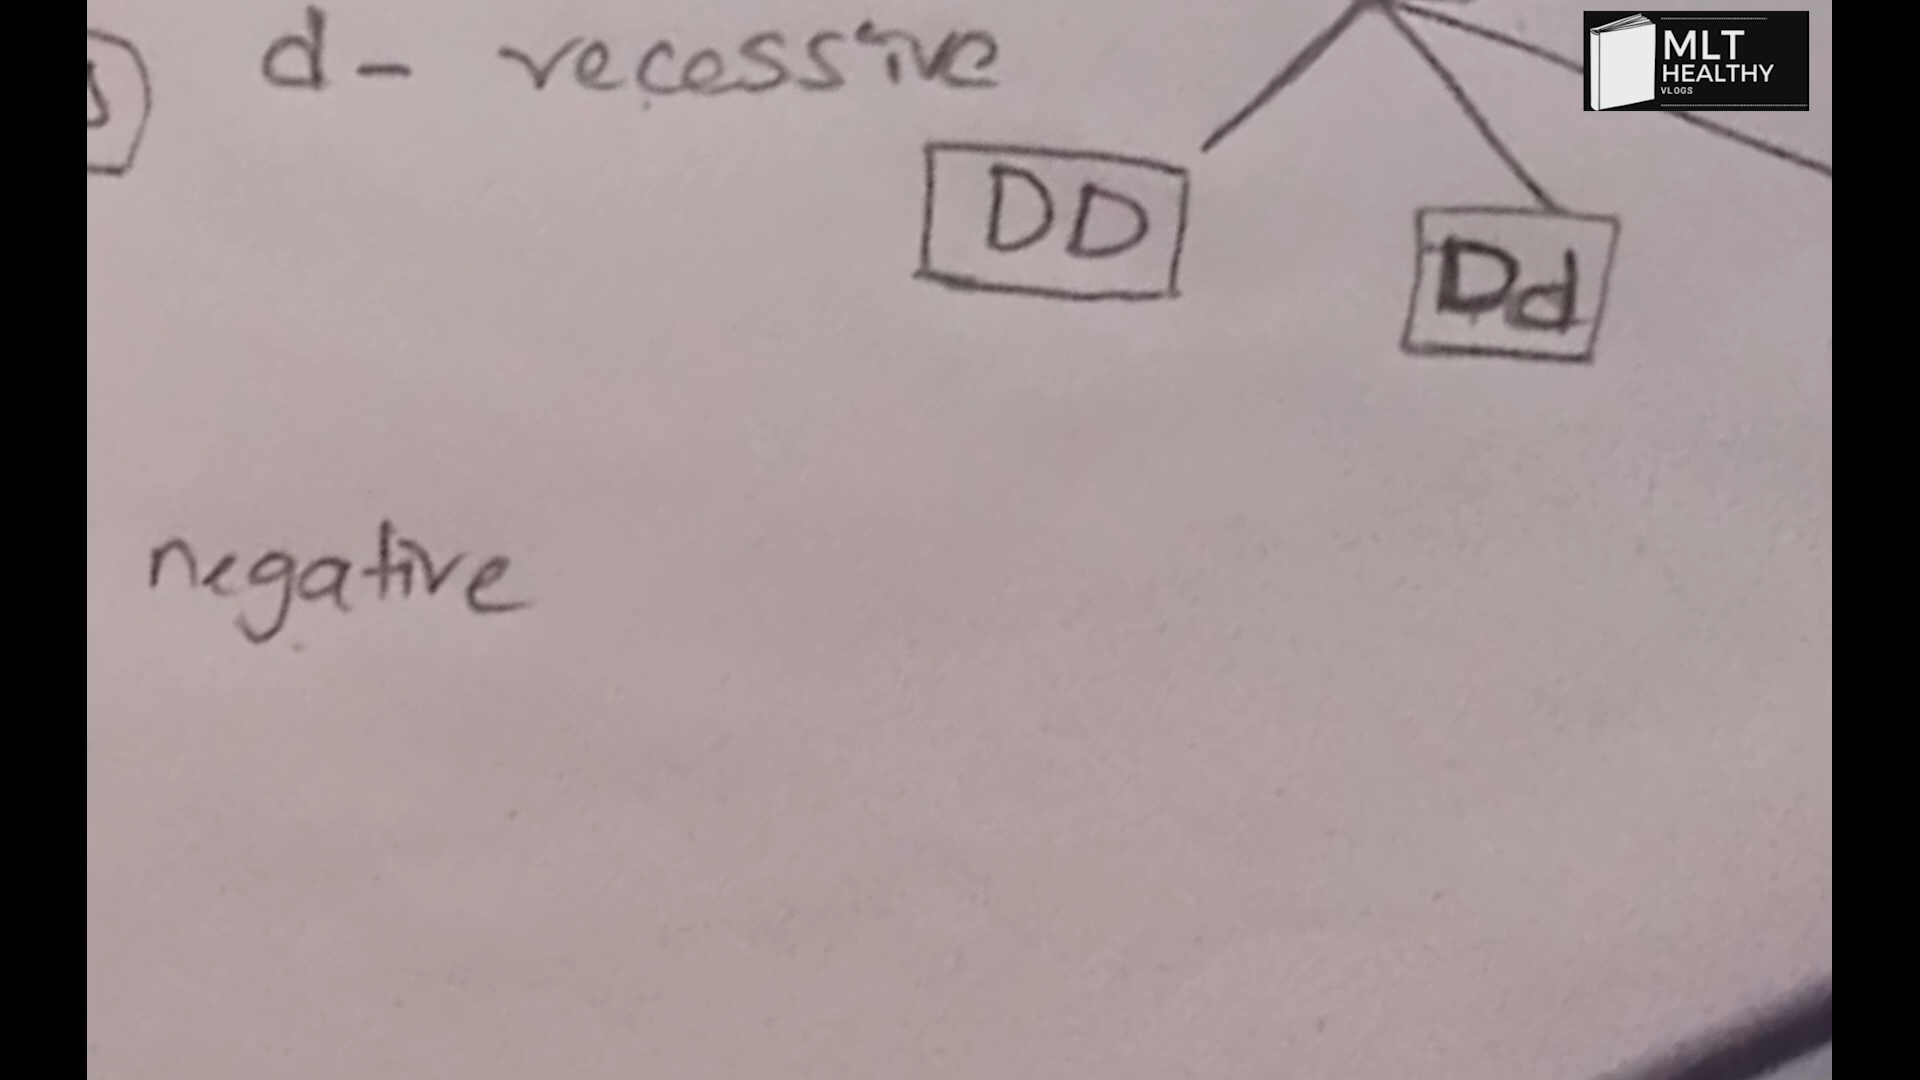 d- recessive
DD
Dd
negative
MLT
HEALTHY
VLOGS